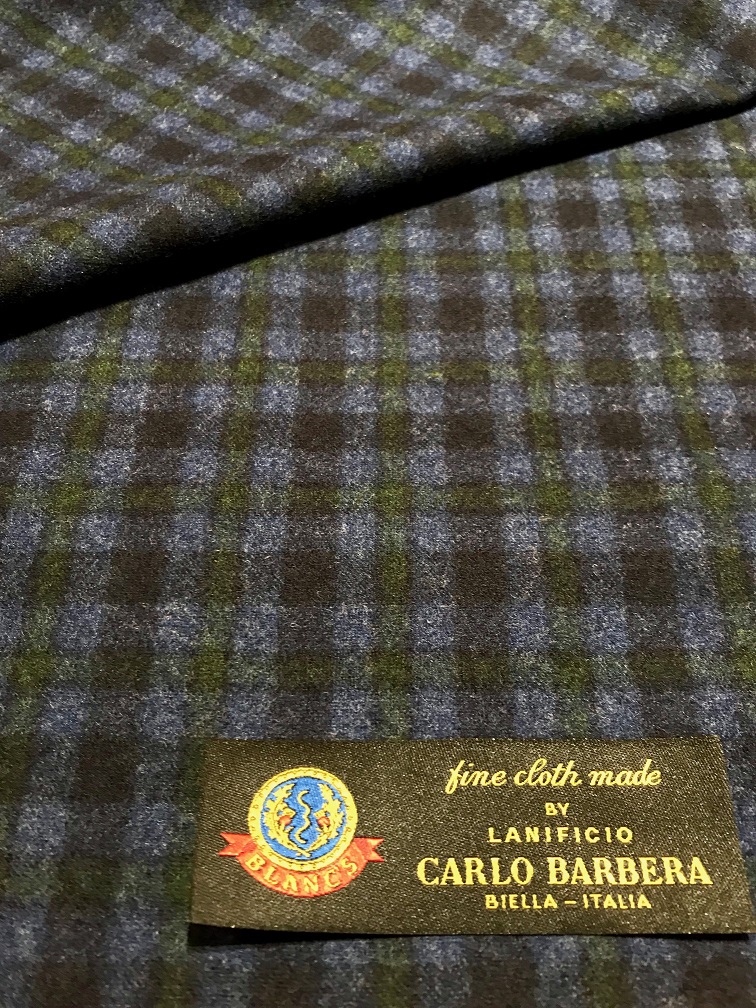 BLANCS
fine cloth made
BY
LANIFICIO
CARLO BARBERA
BIELLA - ITALIA